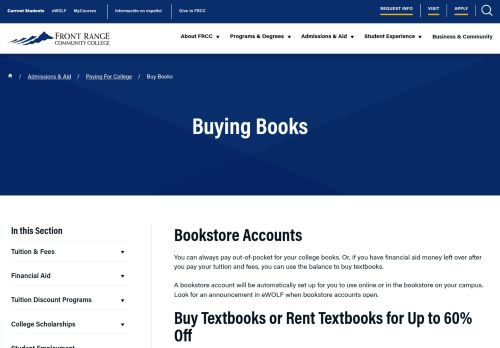 Current Students eWOLF MyCourses Información en español Give to FRCC REQUEST INFO VISIT APPLY
FRONT RANGE
COMMUNITY COLLEGE
About FRCC Programs & Degrees Admissions & Aid Student Experience Business & Community
/ Admissions & Aid / Paying For College / Buy Books
Buying Books
In this Section
Tuition & Fees
Financial Aid
Tuition Discount Programs
College Scholarships
Student Employment
Bookstore Accounts
You can always pay out-of-pocket for your college books. Or, if you have financial aid money left over after
you pay your tuition and fees, you can use the balance to buy textbooks.
A bookstore account will be automatically set up for you to use online or in the bookstore on your campus.
Look for an announcement in eWOLF when bookstore accounts open.
Buy Textbooks or Rent Textbooks for Up to 60%
Off